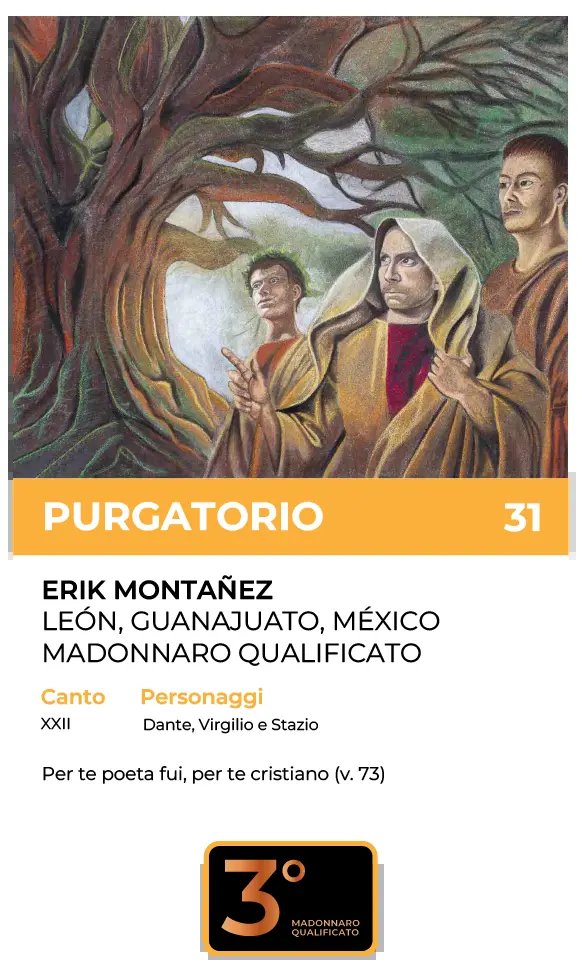 PURGATORIO 31
ERIK MONTAÑEZ
LEÓN, GUANAJUATO, MÉXICO
MADONNARO QUALIFICATO
Canto Personaggi
XXII Dante, Virgilio e Stazio
Per te poeta fui, per te cristiano (v. 73)
3°
MADONNARO
QUALIFICATO